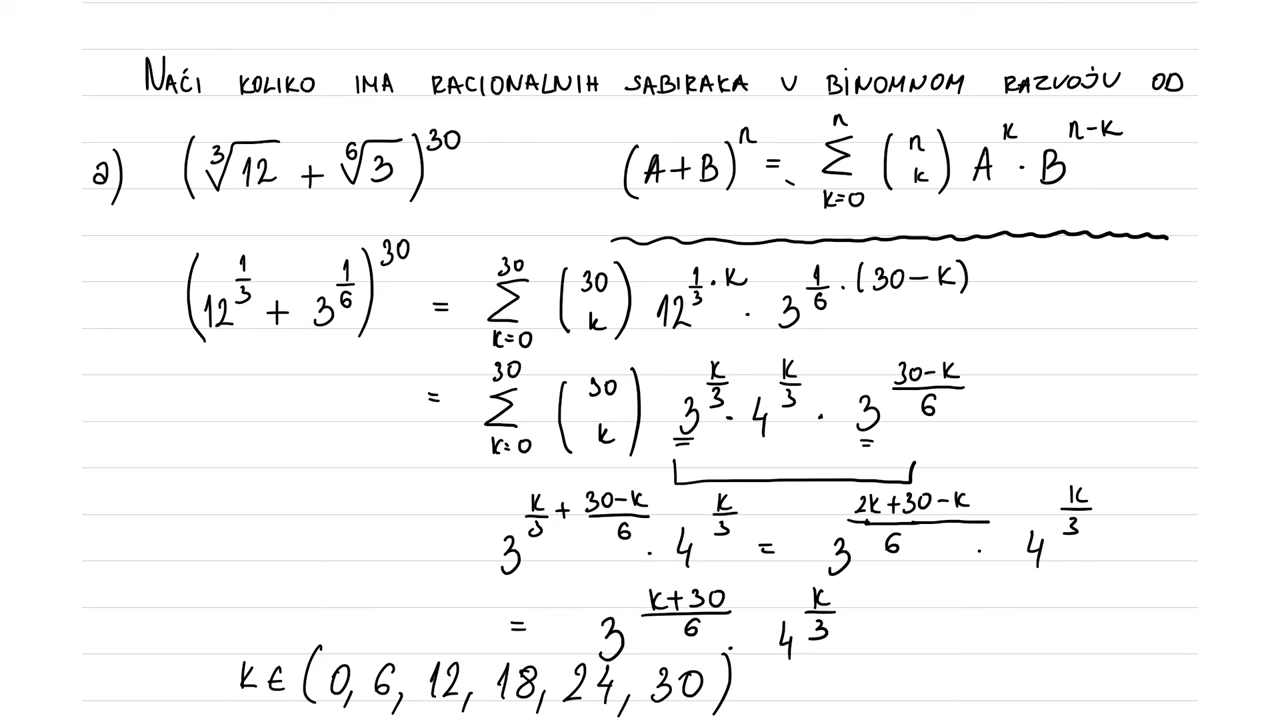 NAĆI KOLIKO IMA RACIONALNIH SABIRAKA U BINOMNOM RAZVOJU OD
a) (∛12 + ⁶√3)^30 (A+B)^n = ∑_{k=0}^{n} (n k) A^k · B^{n-k}
(12^{1/3} + 3^{1/6})^30 = ∑_{k=0}^{30} (30 k) 12^{1/3 · k} · 3^{1/6 · (30-k)}
= ∑_{k=0}^{30} (30 k) 3^{k/3} · 4^{k/3} · 3^{(30-k)/6}
3^{k/3 + (30-k)/6} · 4^{k/3} = 3^{(2k+30-k)/6} · 4^{k/3}
= 3^{(k+30)/6} · 4^{k/3}
k ∈ (0, 6, 12, 18, 24, 30)